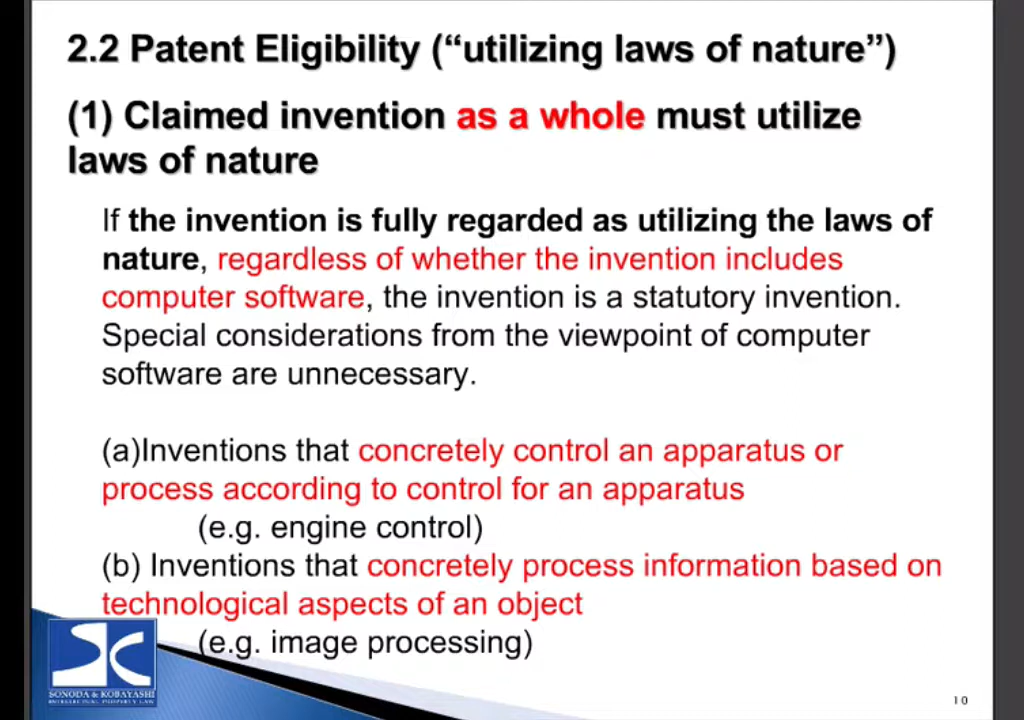 2.2 Patent Eligibility (“utilizing laws of nature”)
(1) Claimed invention as a whole must utilize
laws of nature
If the invention is fully regarded as utilizing the laws of
nature, regardless of whether the invention includes
computer software, the invention is a statutory invention.
Special considerations from the viewpoint of computer
software are unnecessary.
(a)Inventions that concretely control an apparatus or
process according to control for an apparatus
(e.g. engine control)
(b) Inventions that concretely process information based on
technological aspects of an object
(e.g. image processing)
SONODA & KOBAYASHI
INTELLECTUAL PROPERTY LAW
10